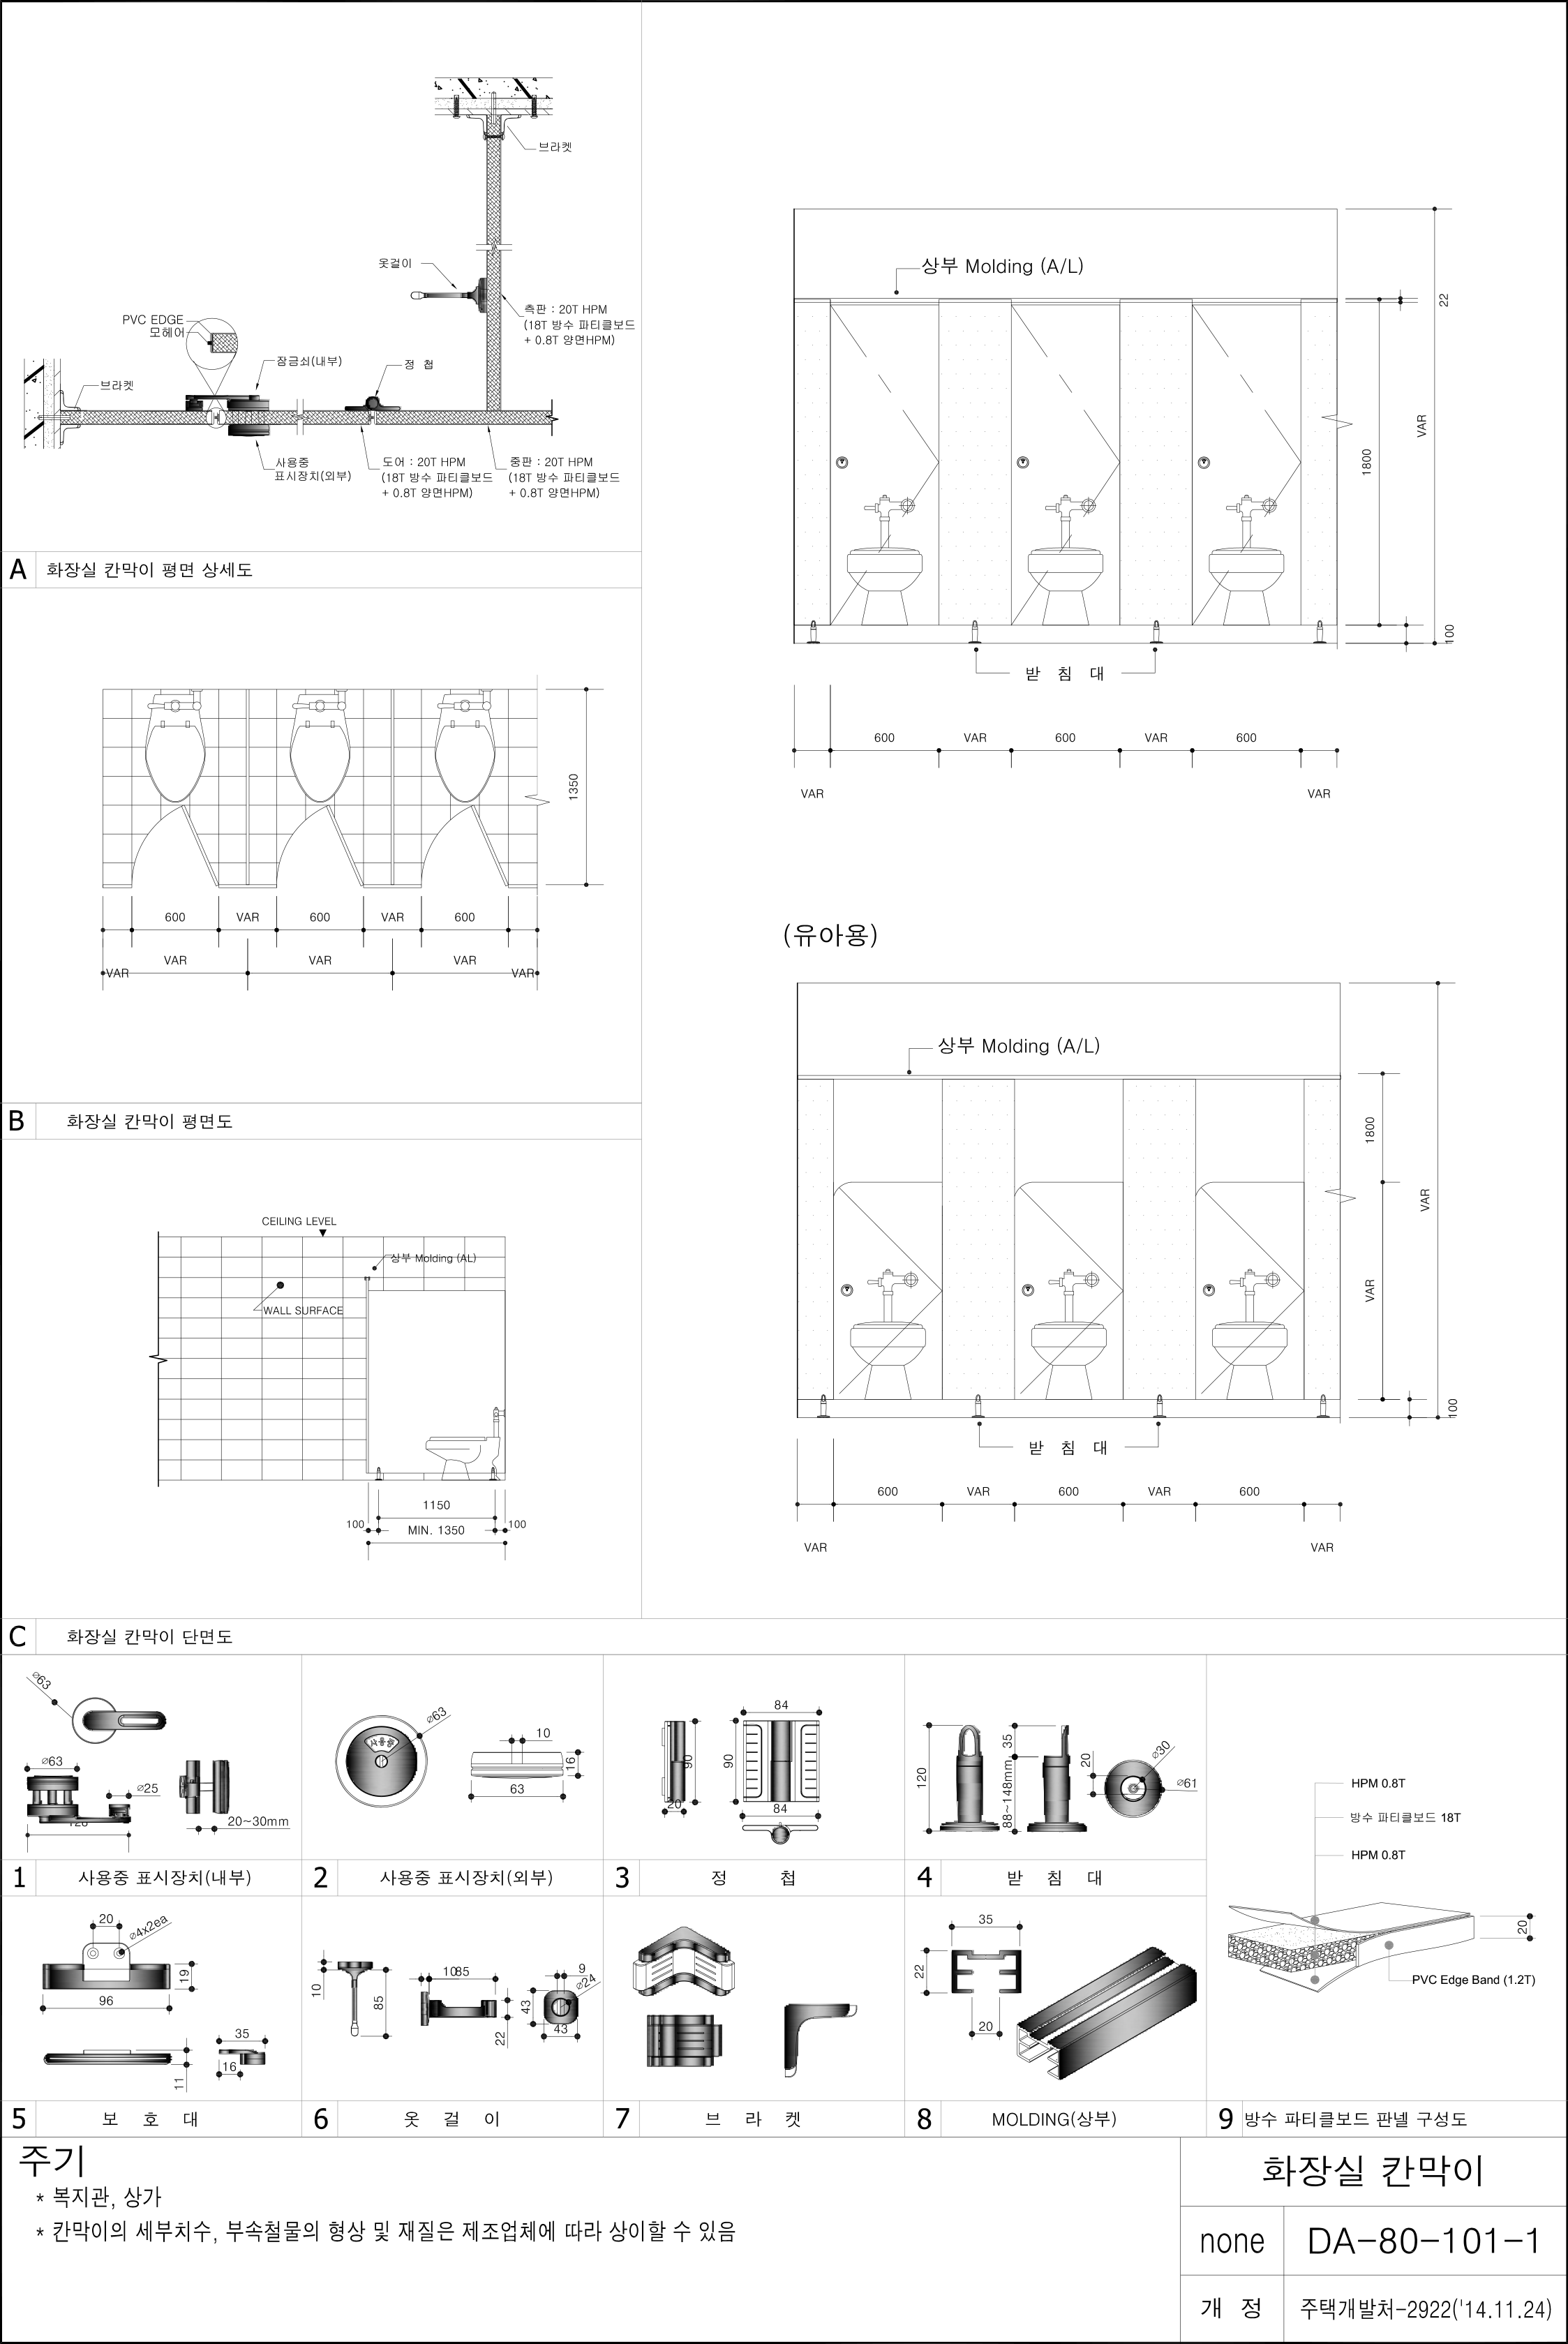 브라켓
옷걸이
측판 : 20T HPM
(18T 방수 파티클보드
+ 0.8T 양면HPM)
PVC EDGE
모헤어
잠금쇠(내부)
정 첩
브라켓
사용중
표시장치(외부)
도어 : 20T HPM
(18T 방수 파티클보드
+ 0.8T 양면HPM)
중판 : 20T HPM
(18T 방수 파티클보드
+ 0.8T 양면HPM)
A 화장실 칸막이 평면 상세도
1350
600 VAR 600 VAR 600
VAR VAR VAR
VAR VAR
B 화장실 칸막이 평면도
CEILING LEVEL
상부 Molding (AL)
WALL SURFACE
1150
100 MIN. 1350 100
C 화장실 칸막이 단면도
상부 Molding (A/L)
22
VAR
1800
100
받 침 대
600 VAR 600 VAR 600
VAR VAR
(유아용)
상부 Molding (A/L)
1800
VAR
VAR
100
받 침 대
600 VAR 600 VAR 600
VAR VAR
⌀63
⌀63
⌀25
20~30mm
1 사용중 표시장치(내부)
사용중
⌀63
10
16
63
2 사용중 표시장치(외부)
84
90
90
20
84
3 정 첩
120
35
88~148mm
20
⌀30
⌀61
4 받 침 대
20
⌀4x2ea
19
96
35
16
11
5 보 호 대
10
85
10
85
22
9
⌀24
43
43
6 옷 걸 이
7 브 라 켓
35
22
20
8 MOLDING(상부)
HPM 0.8T
방수 파티클보드 18T
HPM 0.8T
20
PVC Edge Band (1.2T)
9 방수 파티클보드 판넬 구성도
주기
* 복지관, 상가
* 칸막이의 세부치수, 부속철물의 형상 및 재질은 제조업체에 따라 상이할 수 있음
화장실 칸막이
none DA-80-101-1
개 정 주택개발처-2922('14.11.24)